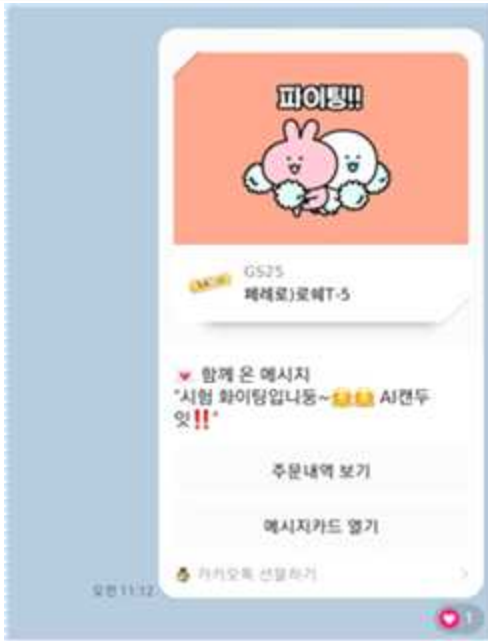 파이팅!!
GS25
페레로)로쉐T-5
💌 함께 온 메시지
"시험 화이팅입니둥~ AI캔두
잇‼️"
주문내역 보기
메시지카드 열기
카카오톡 선물하기
오전 11:12
1